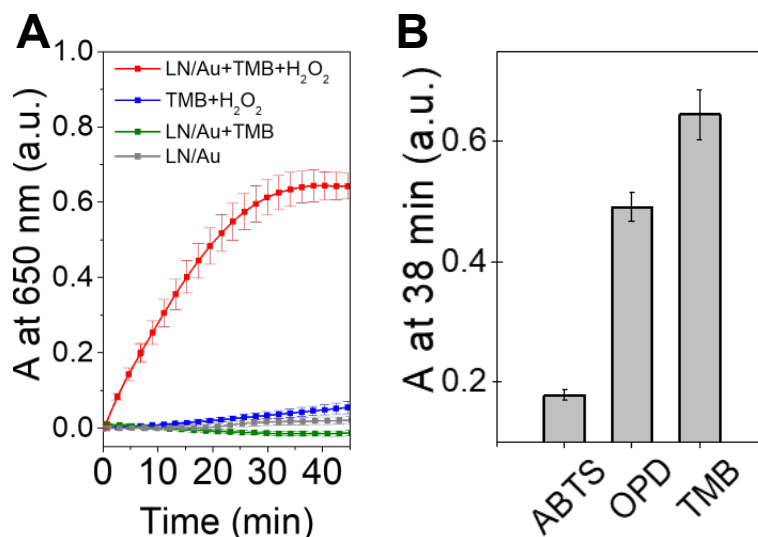 A
A at 650 nm (a.u.)
1.0
0.8
0.6
0.4
0.2
0.0
LN/Au+TMB+H₂O₂
TMB+H₂O₂
LN/Au+TMB
LN/Au
0 10 20 30 40
Time (min)
B
A at 38 min (a.u.)
0.6
0.4
0.2
ABTS OPD TMB